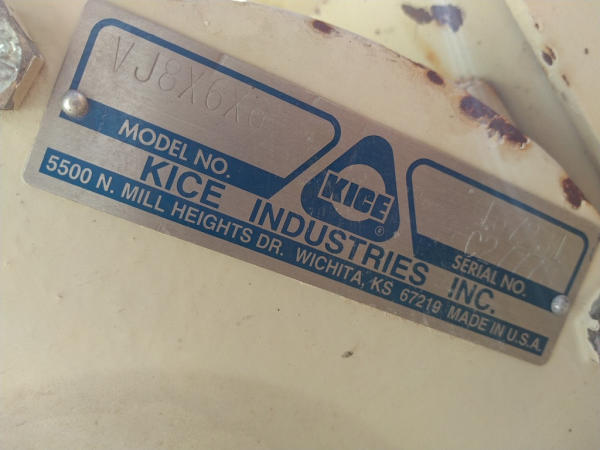 VJ8X6X6
MODEL NO.
KICE
®
SERIAL NO.
KICE INDUSTRIES INC.
5500 N. MILL HEIGHTS DR. WICHITA, KS 67219 MADE IN U.S.A.